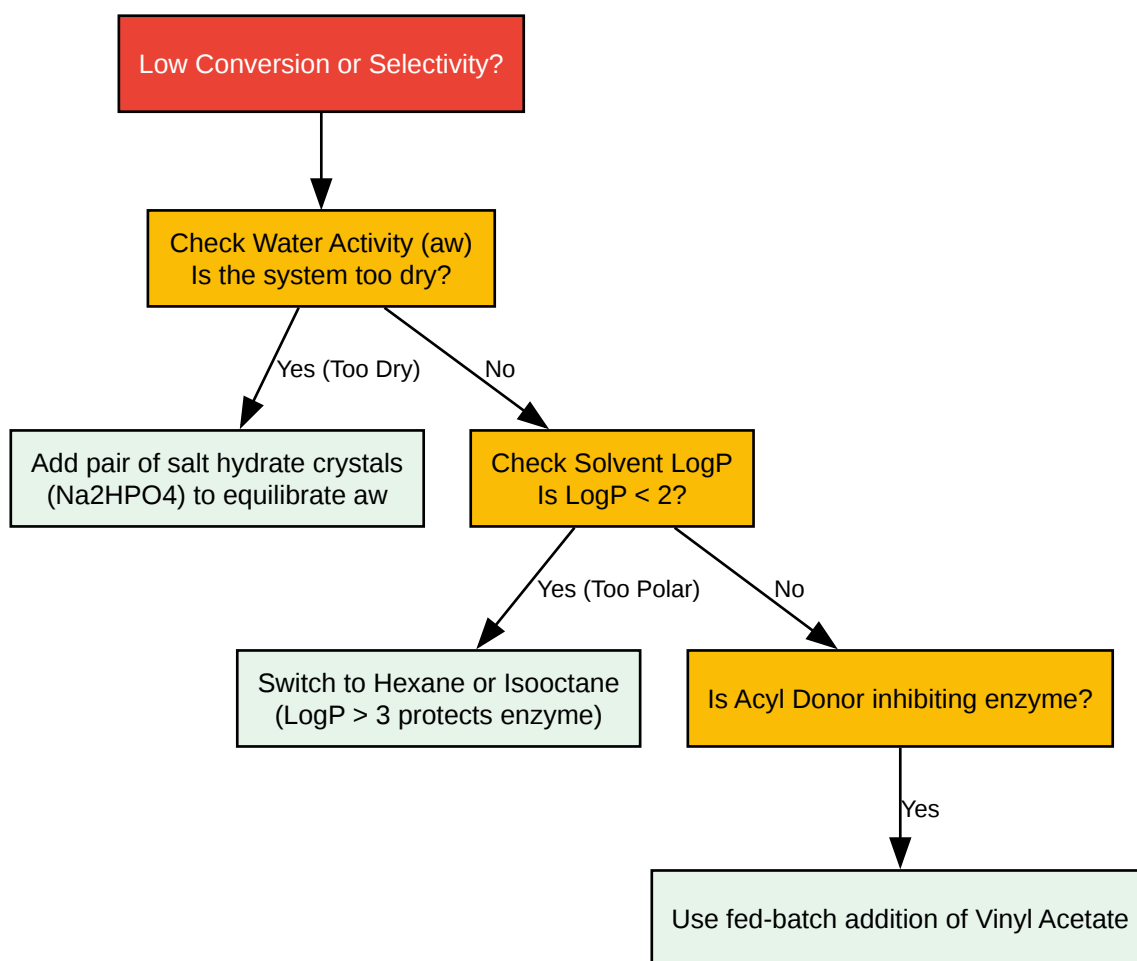 Low Conversion or Selectivity?
Check Water Activity (aw)
Is the system too dry?
Yes (Too Dry)
No
Add pair of salt hydrate crystals
(Na2HPO4) to equilibrate aw
Check Solvent LogP
Is LogP < 2?
Yes (Too Polar)
No
Switch to Hexane or Isooctane
(LogP > 3 protects enzyme)
Is Acyl Donor inhibiting enzyme?
Yes
Use fed-batch addition of Vinyl Acetate